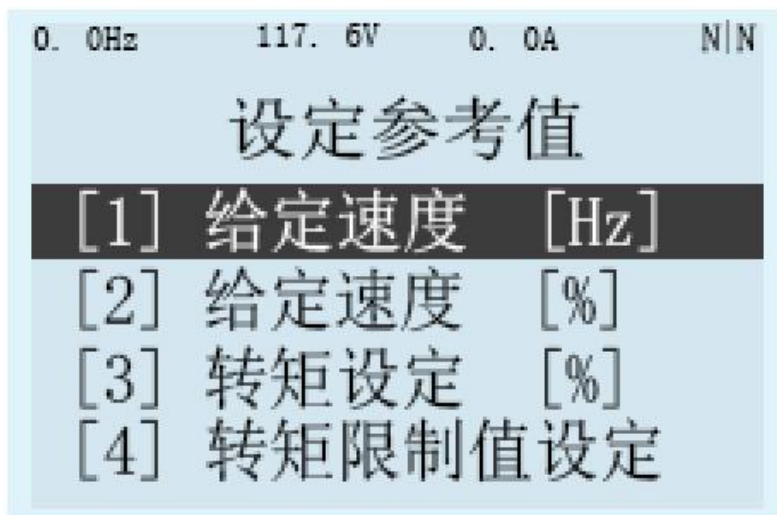 0. 0Hz 117. 6V 0. 0A N|N
设定参考值
[1] 给定速度 [Hz]
[2] 给定速度 [%]
[3] 转矩设定 [%]
[4] 转矩限制值设定